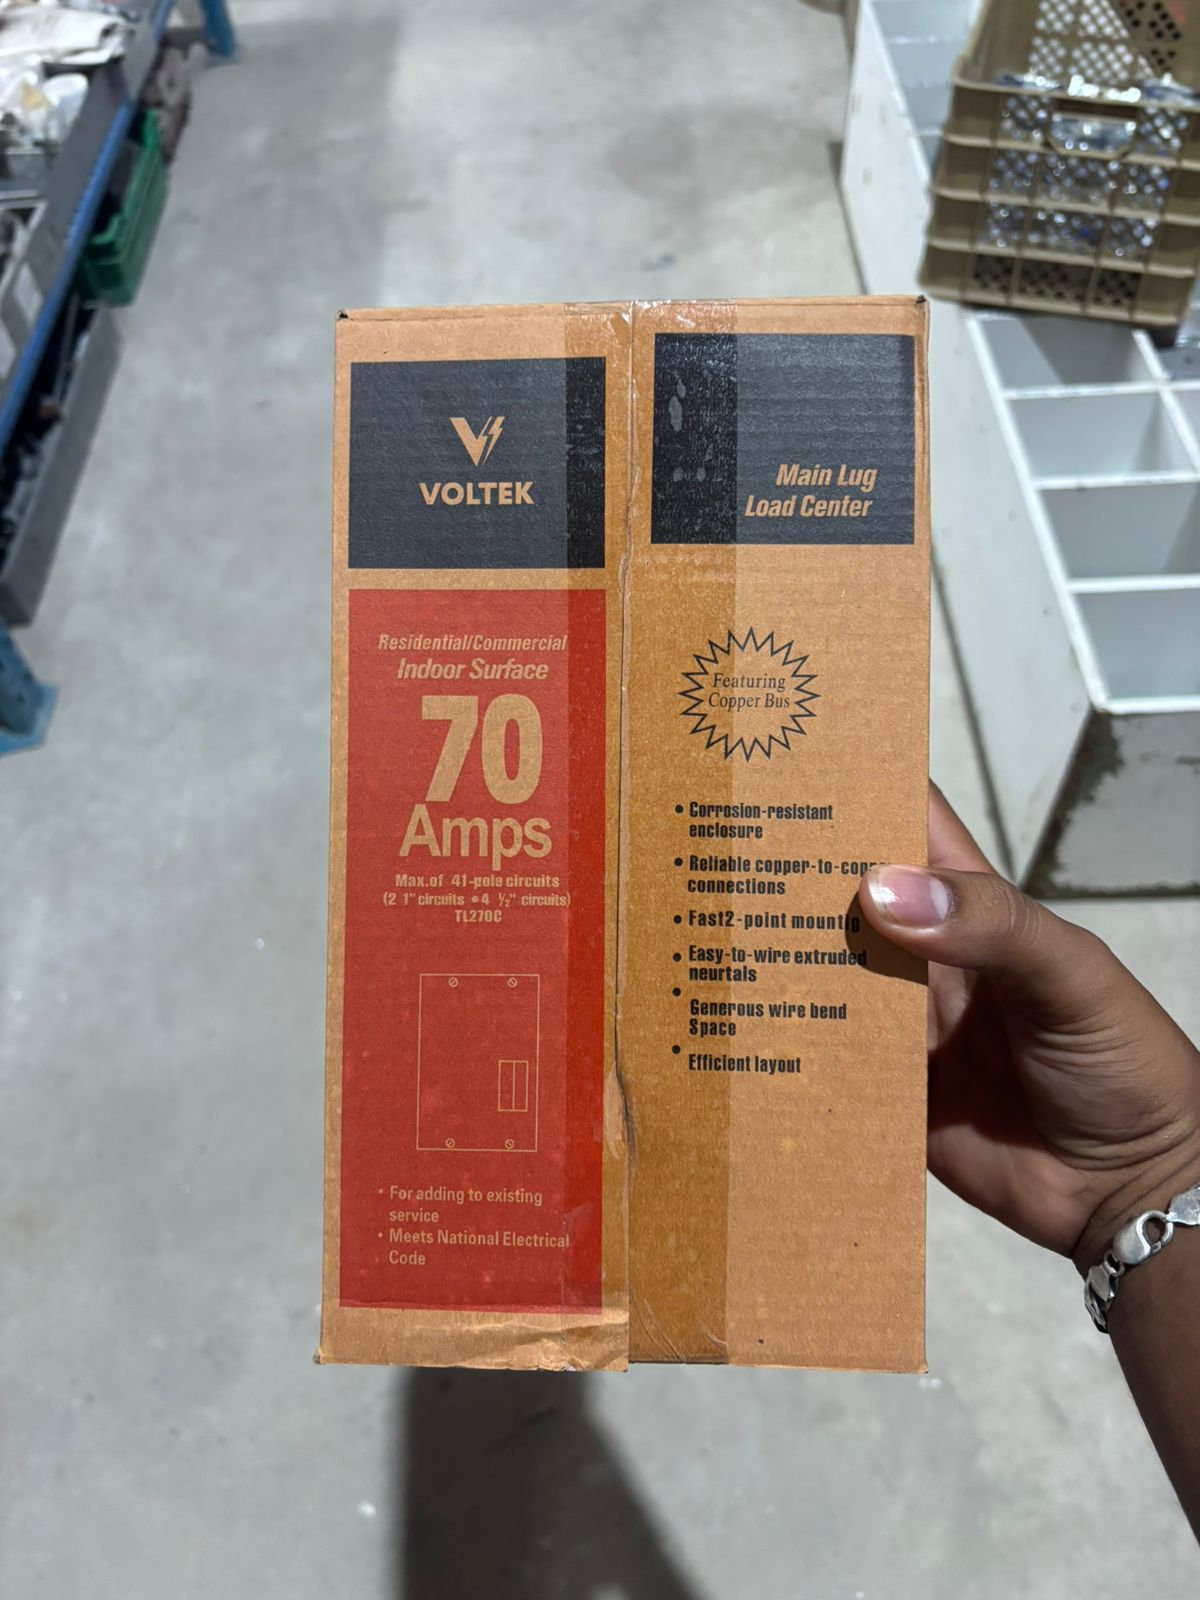 VOLTEK
Main Lug
Load Center
Residential/Commercial
Indoor Surface
70
Amps
Max.of 41-pole circuits
(2 1" circuits •4 ½" circuits)
TL270C
• For adding to existing
service
• Meets National Electrical
Code
Featuring
Copper Bus
• Corrosion-resistant
enclosure
• Reliable copper-to-
connections
• Fast2-point mountig
• Easy-to-wire extruded
neurtals
• Generous wire bend
Space
• Efficient layout